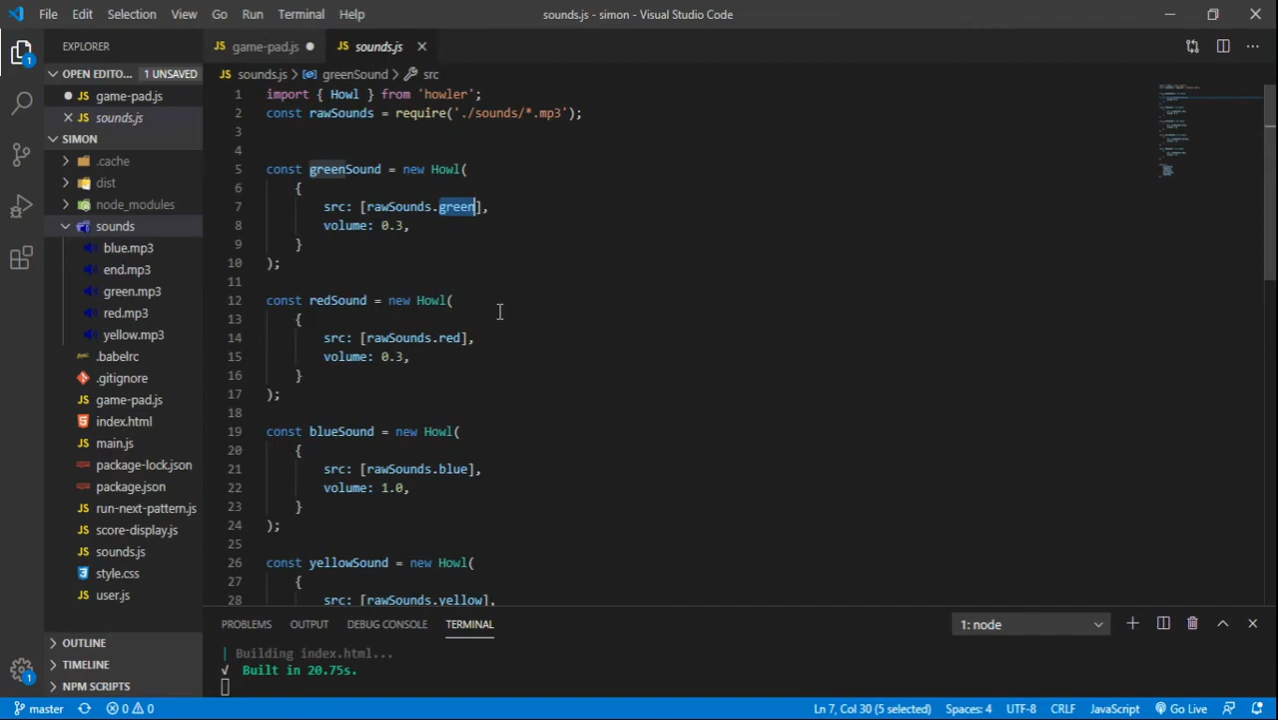 File Edit Selection View Go Run Terminal Help
sounds.js - simon - Visual Studio Code
EXPLORER
OPEN EDITO... 1 UNSAVED
game-pad.js
sounds.js
SIMON
.cache
dist
node_modules
sounds
blue.mp3
end.mp3
green.mp3
red.mp3
yellow.mp3
.babelrc
.gitignore
JS game-pad.js
index.html
JS main.js
package-lock.json
package.json
JS run-next-pattern.js
JS score-display.js
JS sounds.js
style.css
JS user.js
OUTLINE
TIMELINE
NPM SCRIPTS
JS game-pad.js JS sounds.js
JS sounds.js > greenSound > src
1 import { Howl } from 'howler';
2 const rawSounds = require('./sounds/*.mp3');
3
4
5 const greenSound = new Howl(
6 {
7 src: [rawSounds.green],
8 volume: 0.3,
9 }
10 );
11
12 const redSound = new Howl(
13 {
14 src: [rawSounds.red],
15 volume: 0.3,
16 }
17 );
18
19 const blueSound = new Howl(
20 {
21 src: [rawSounds.blue],
22 volume: 1.0,
23 }
24 );
25
26 const yellowSound = new Howl(
27 {
28 src: [rawSounds.yellow],
PROBLEMS OUTPUT DEBUG CONSOLE TERMINAL 1: node
Building index.html...
√ Built in 20.75s.
master 0 0 Ln 7, Col 30 (5 selected) Spaces: 4 UTF-8 CRLF JavaScript Go Live